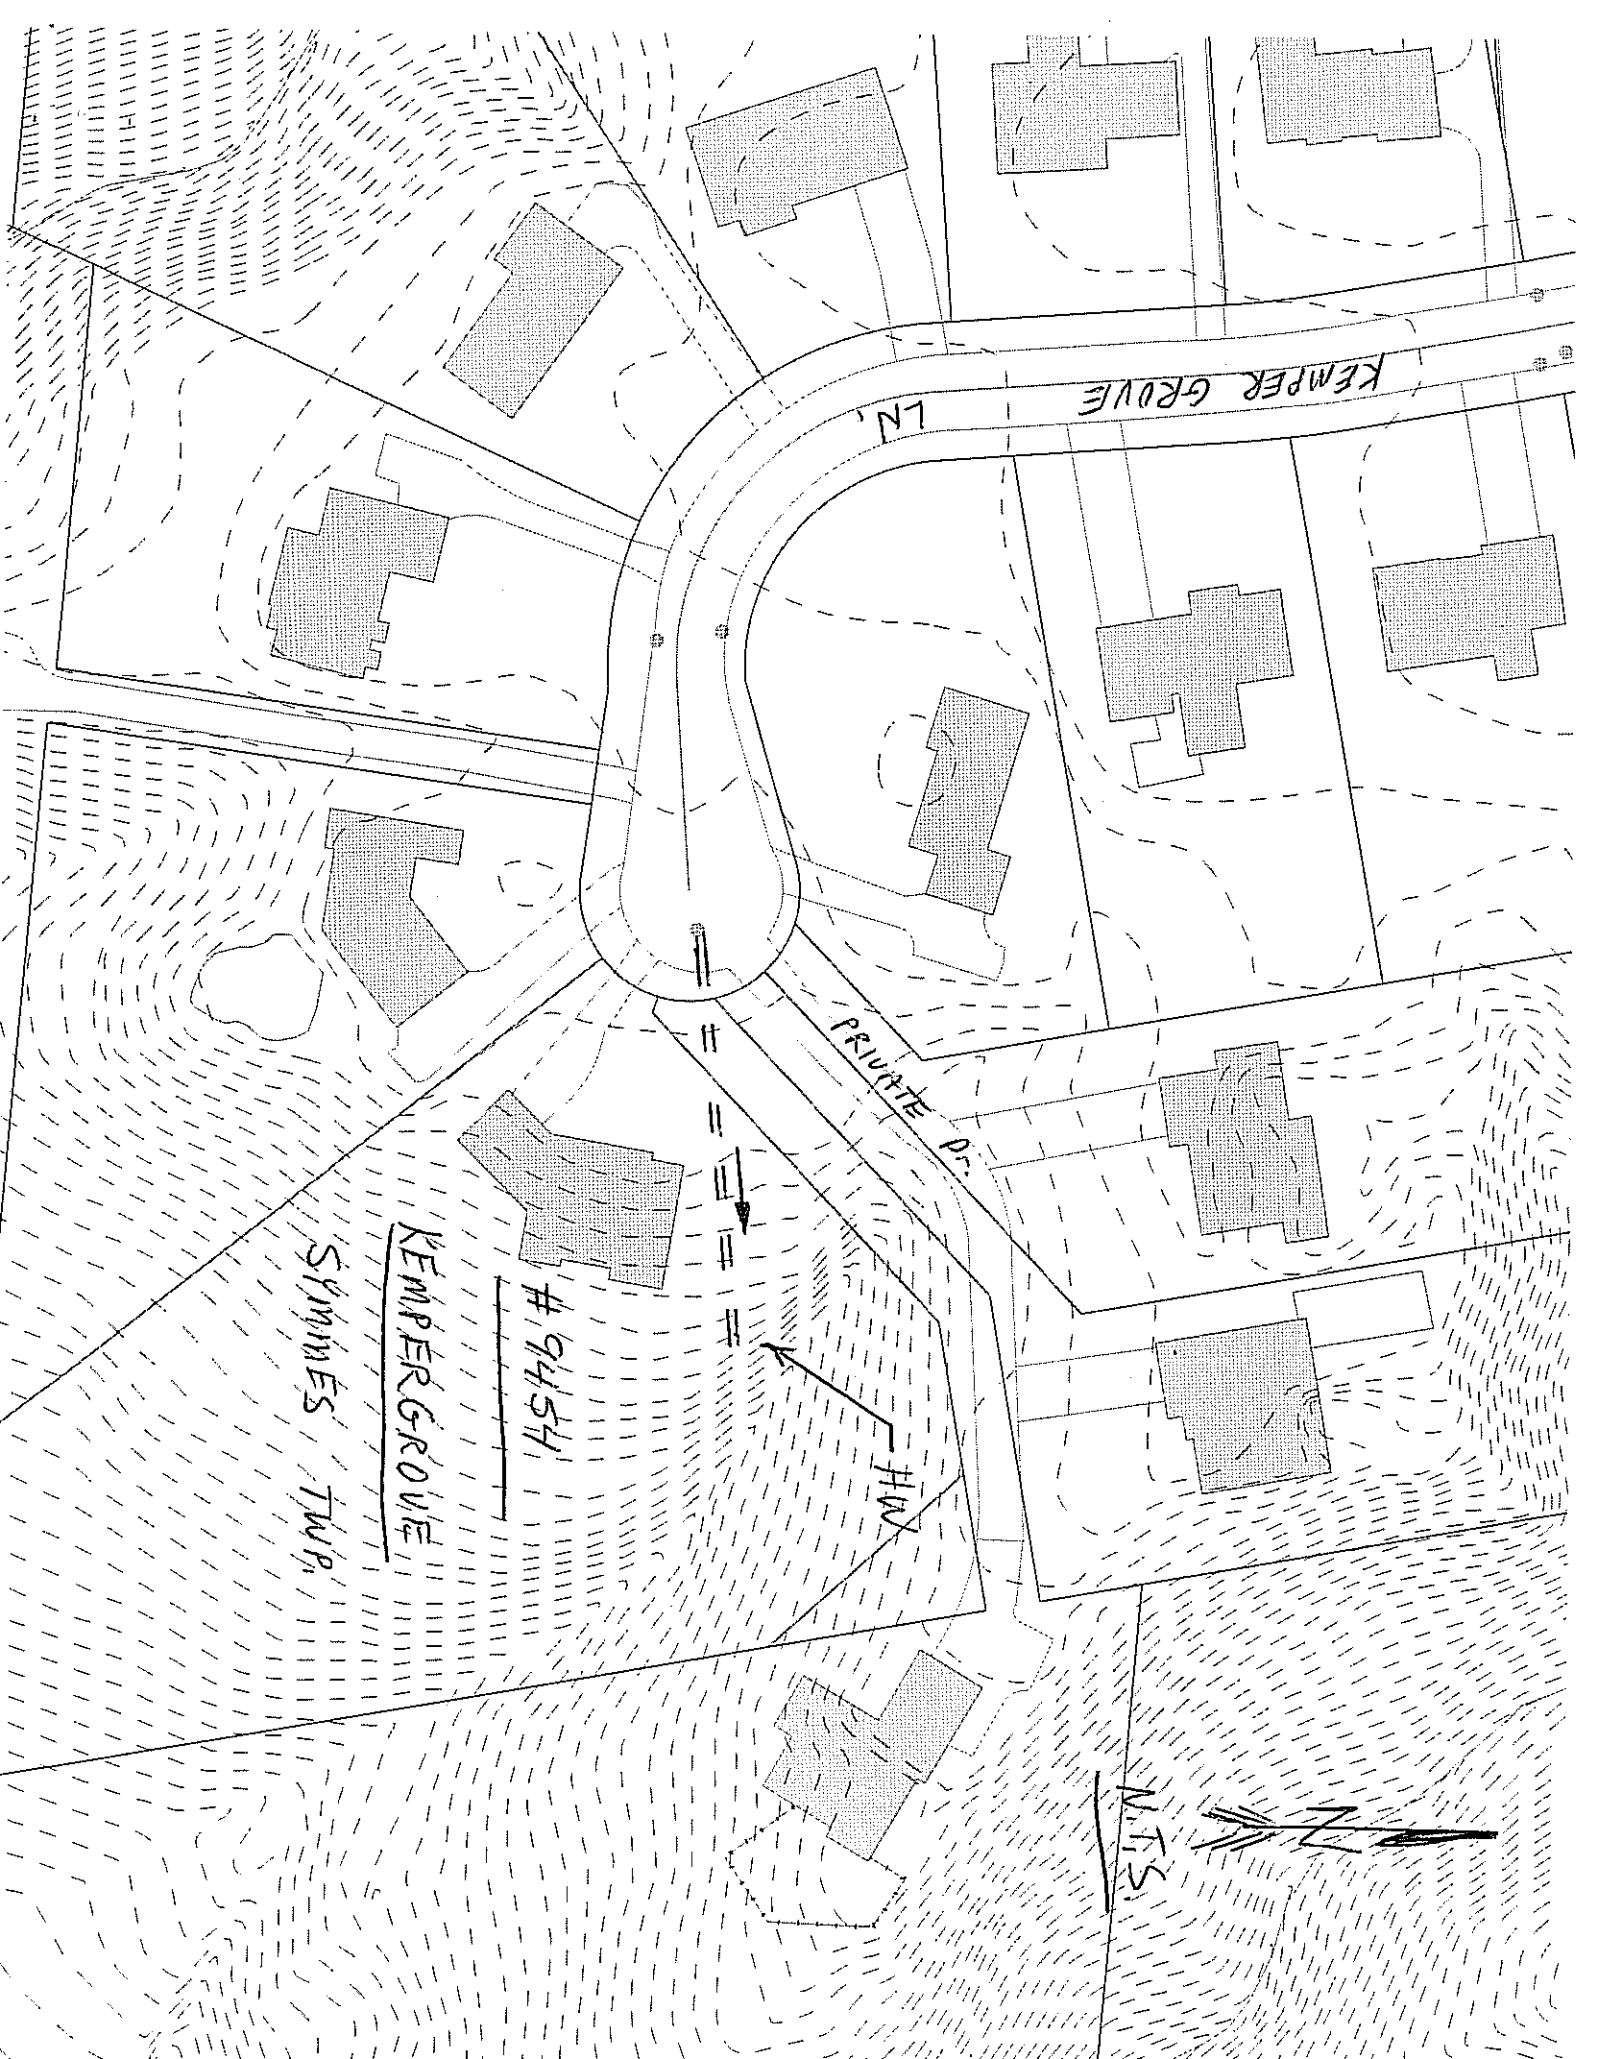 KEMPER GROVE
LN.
PRIVATE Dr.
#9454
KEMPERGROVE
SYMMES TWP.
HW
N.T.S.
N